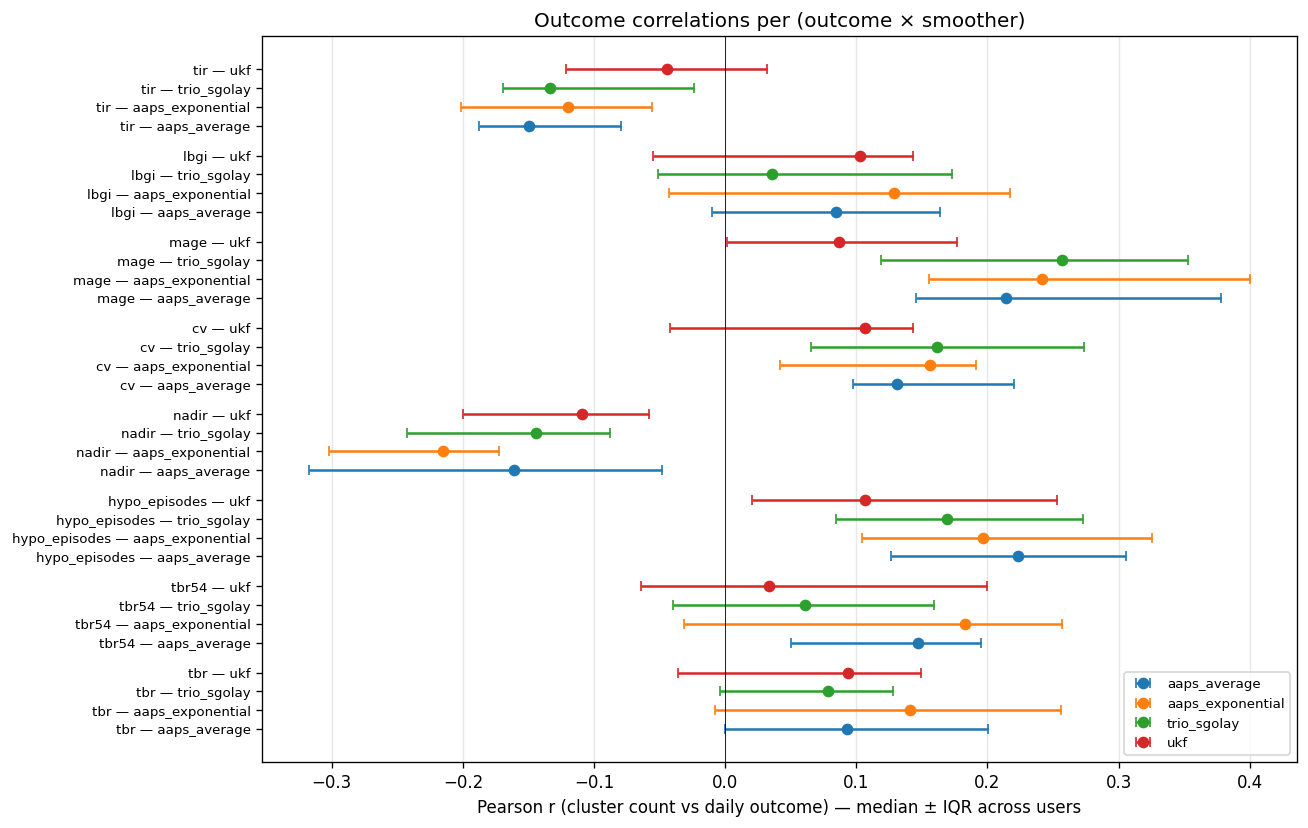 Outcome correlations per (outcome × smoother)
tir — ukf
tir — trio_sgolay
tir — aaps_exponential
tir — aaps_average
lbgi — ukf
lbgi — trio_sgolay
lbgi — aaps_exponential
lbgi — aaps_average
mage — ukf
mage — trio_sgolay
mage — aaps_exponential
mage — aaps_average
cv — ukf
cv — trio_sgolay
cv — aaps_exponential
cv — aaps_average
nadir — ukf
nadir — trio_sgolay
nadir — aaps_exponential
nadir — aaps_average
hypo_episodes — ukf
hypo_episodes — trio_sgolay
hypo_episodes — aaps_exponential
hypo_episodes — aaps_average
tbr54 — ukf
tbr54 — trio_sgolay
tbr54 — aaps_exponential
tbr54 — aaps_average
tbr — ukf
tbr — trio_sgolay
tbr — aaps_exponential
tbr — aaps_average
aaps_average
aaps_exponential
trio_sgolay
ukf
−0.3 −0.2 −0.1 0.0 0.1 0.2 0.3 0.4
Pearson r (cluster count vs daily outcome) — median ± IQR across users